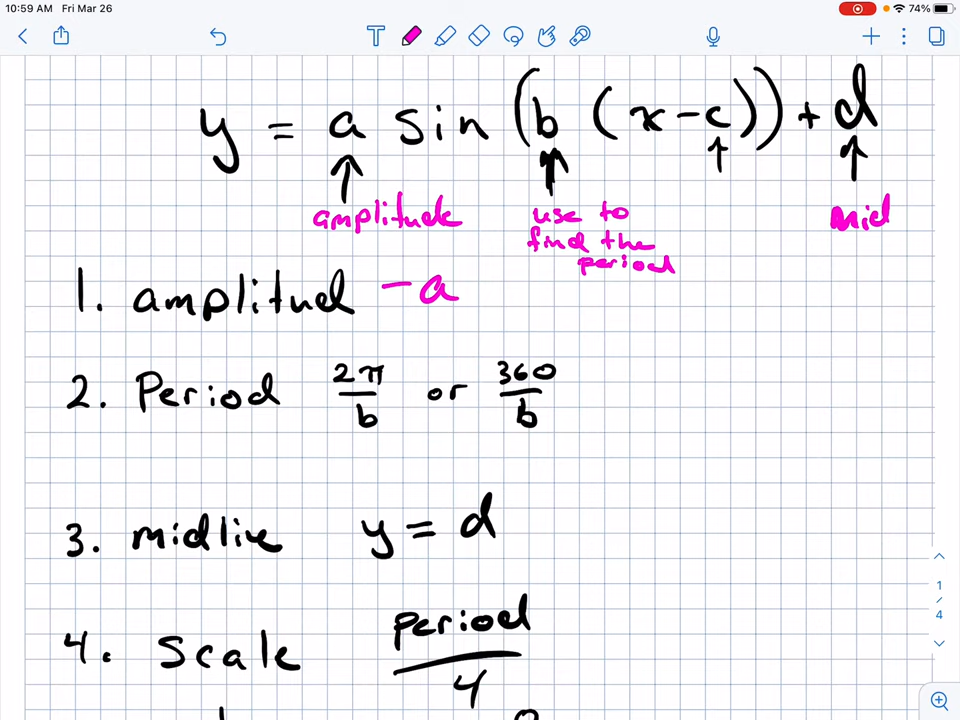 10:59 AM Fri Mar 26 74%
T
y = a sin (b (x-c)) + d
amplitude use to find the period mid
1. amplitud - a
2. Period 2π/b or 360/b
3. midline y = d
4. Scale period/4
1/4